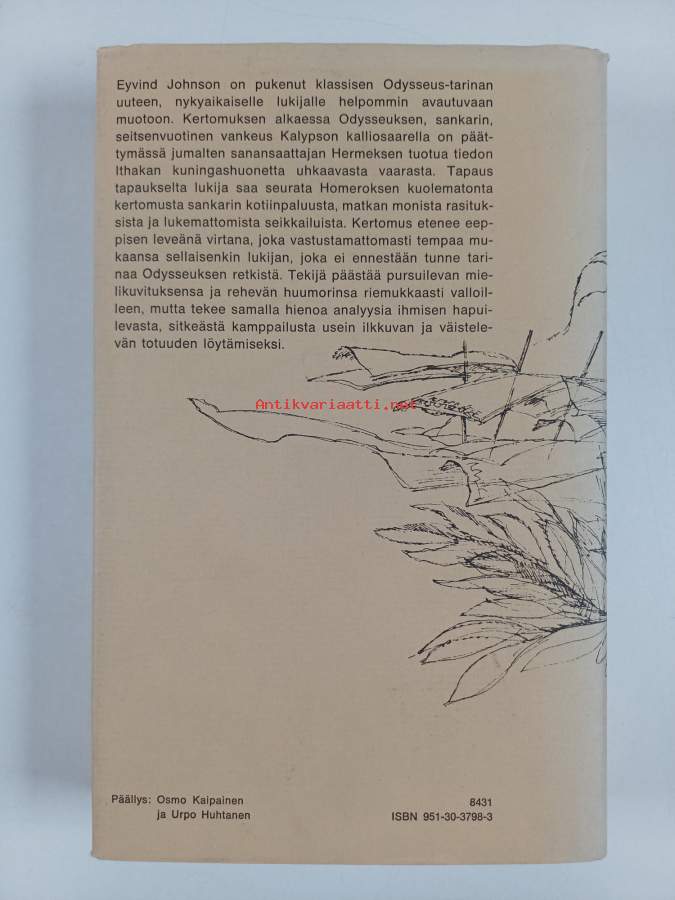 Eyvind Johnson on pukenut klassisen Odysseus-tarinan
uuteen, nykyaikaiselle lukijalle helpommin avautuvaan
muotoon. Kertomuksen alkaessa Odysseuksen, sankarin,
seitsenvuotinen vankeus Kalypson kalliosaarella on päät-
tymässä jumalten sanansaattajan Hermeksen tuotua tiedon
Ithakan kuningashuonetta uhkaavasta vaarasta. Tapaus
tapaukselta lukija saa seurata Homeroksen kuolematonta
kertomusta sankarin kotiinpaluusta, matkan monista rasituk-
sista ja lukemattomista seikkailuista. Kertomus etenee eep-
pisen leveänä virtana, joka vastustamattomasti tempaa mu-
kaansa sellaisenkin lukijan, joka ei ennestään tunne tari-
naa Odysseuksen retkistä. Tekijä päästää pursuilevan mie-
likuvituksensa ja rehevän huumorinsa riemukkaasti valloil-
leen, mutta tekee samalla hienoa analyysia ihmisen hapui-
levasta, sitkeästä kamppailusta usein ilkkuvan ja väistele-
vän totuuden löytämiseksi.
Antikvariaatti.net
Päällys: Osmo Kaipainen
ja Urpo Huhtanen
8431
ISBN 951-30-3798-3